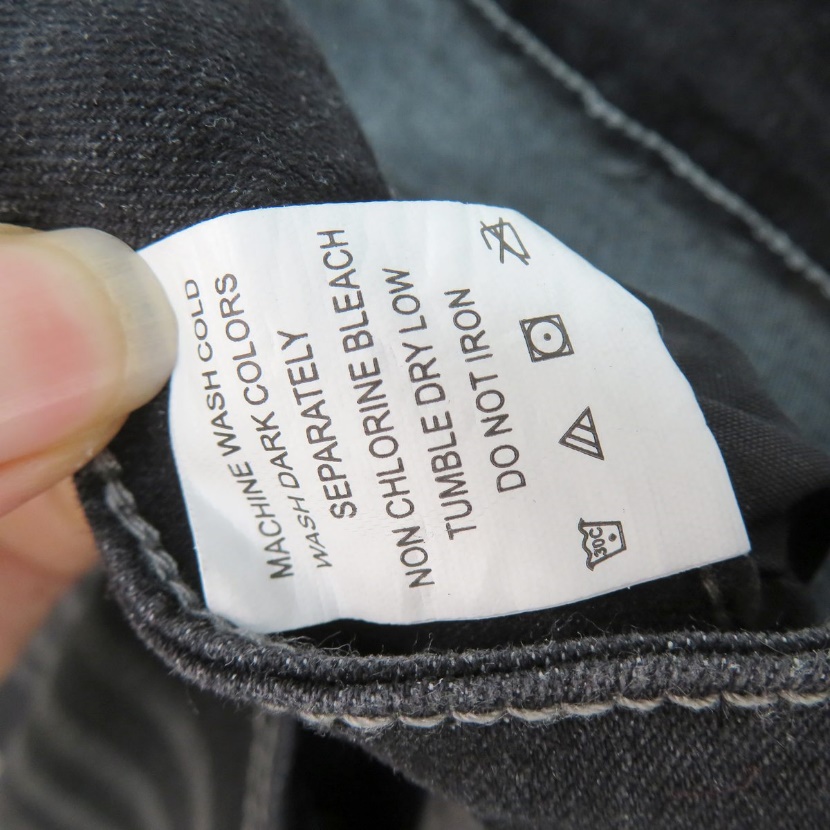 MACHINE WASH COLD
WASH DARK COLORS
SEPARATELY
NON CHLORINE BLEACH
TUMBLE DRY LOW
DO NOT IRON
30C